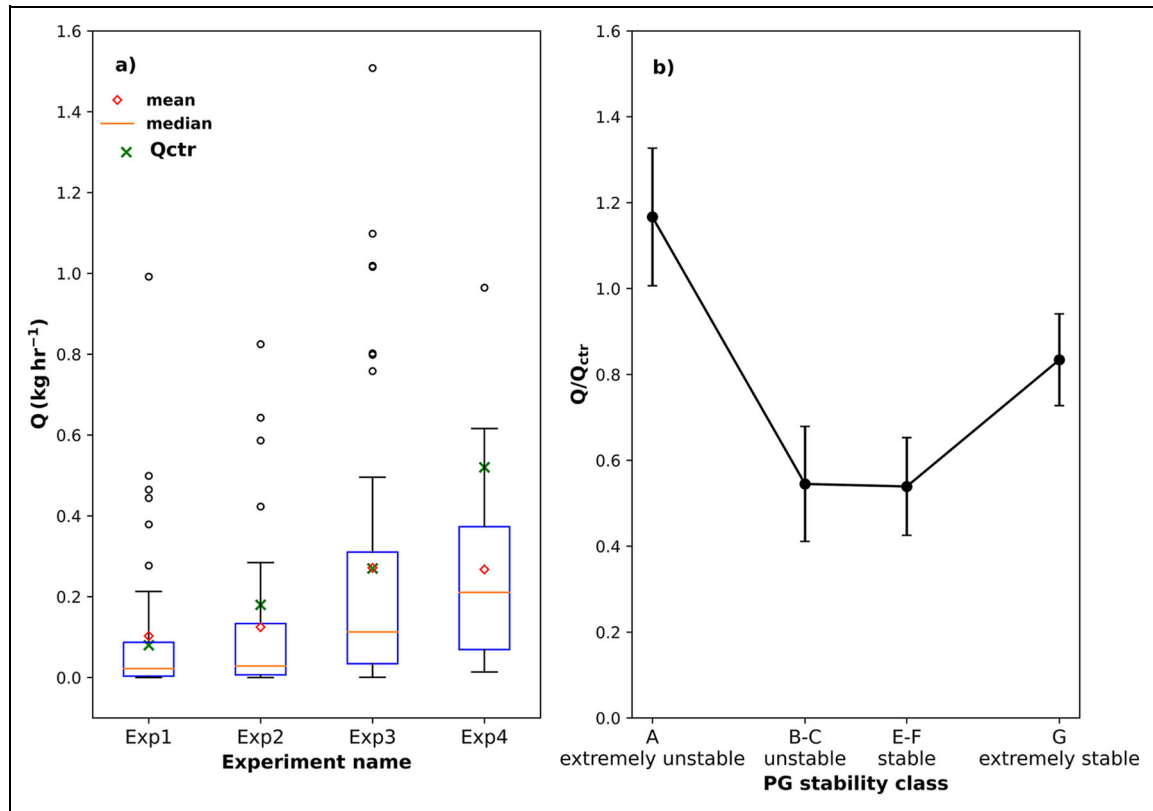 a)
mean
median
Qctr
1.6
1.4
1.2
1.0
0.8
0.6
0.4
0.2
0.0
Q (kg hr⁻¹)
Exp1 Exp2 Exp3 Exp4
Experiment name
b)
1.6
1.4
1.2
1.0
0.8
0.6
0.4
0.2
0.0
Q/Qctr
A B-C E-F G
extremely unstable unstable stable extremely stable
PG stability class